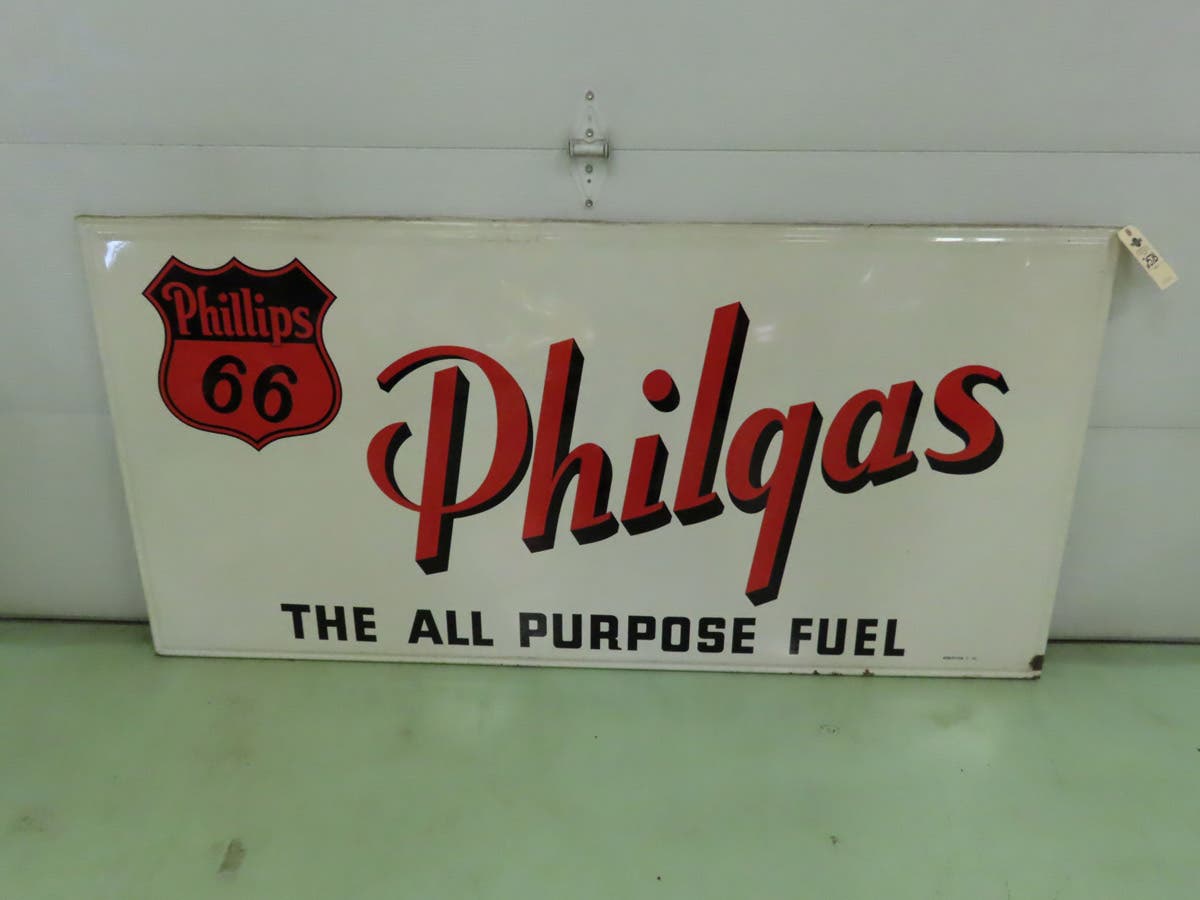 Phillips
66
Philgas
THE ALL PURPOSE FUEL